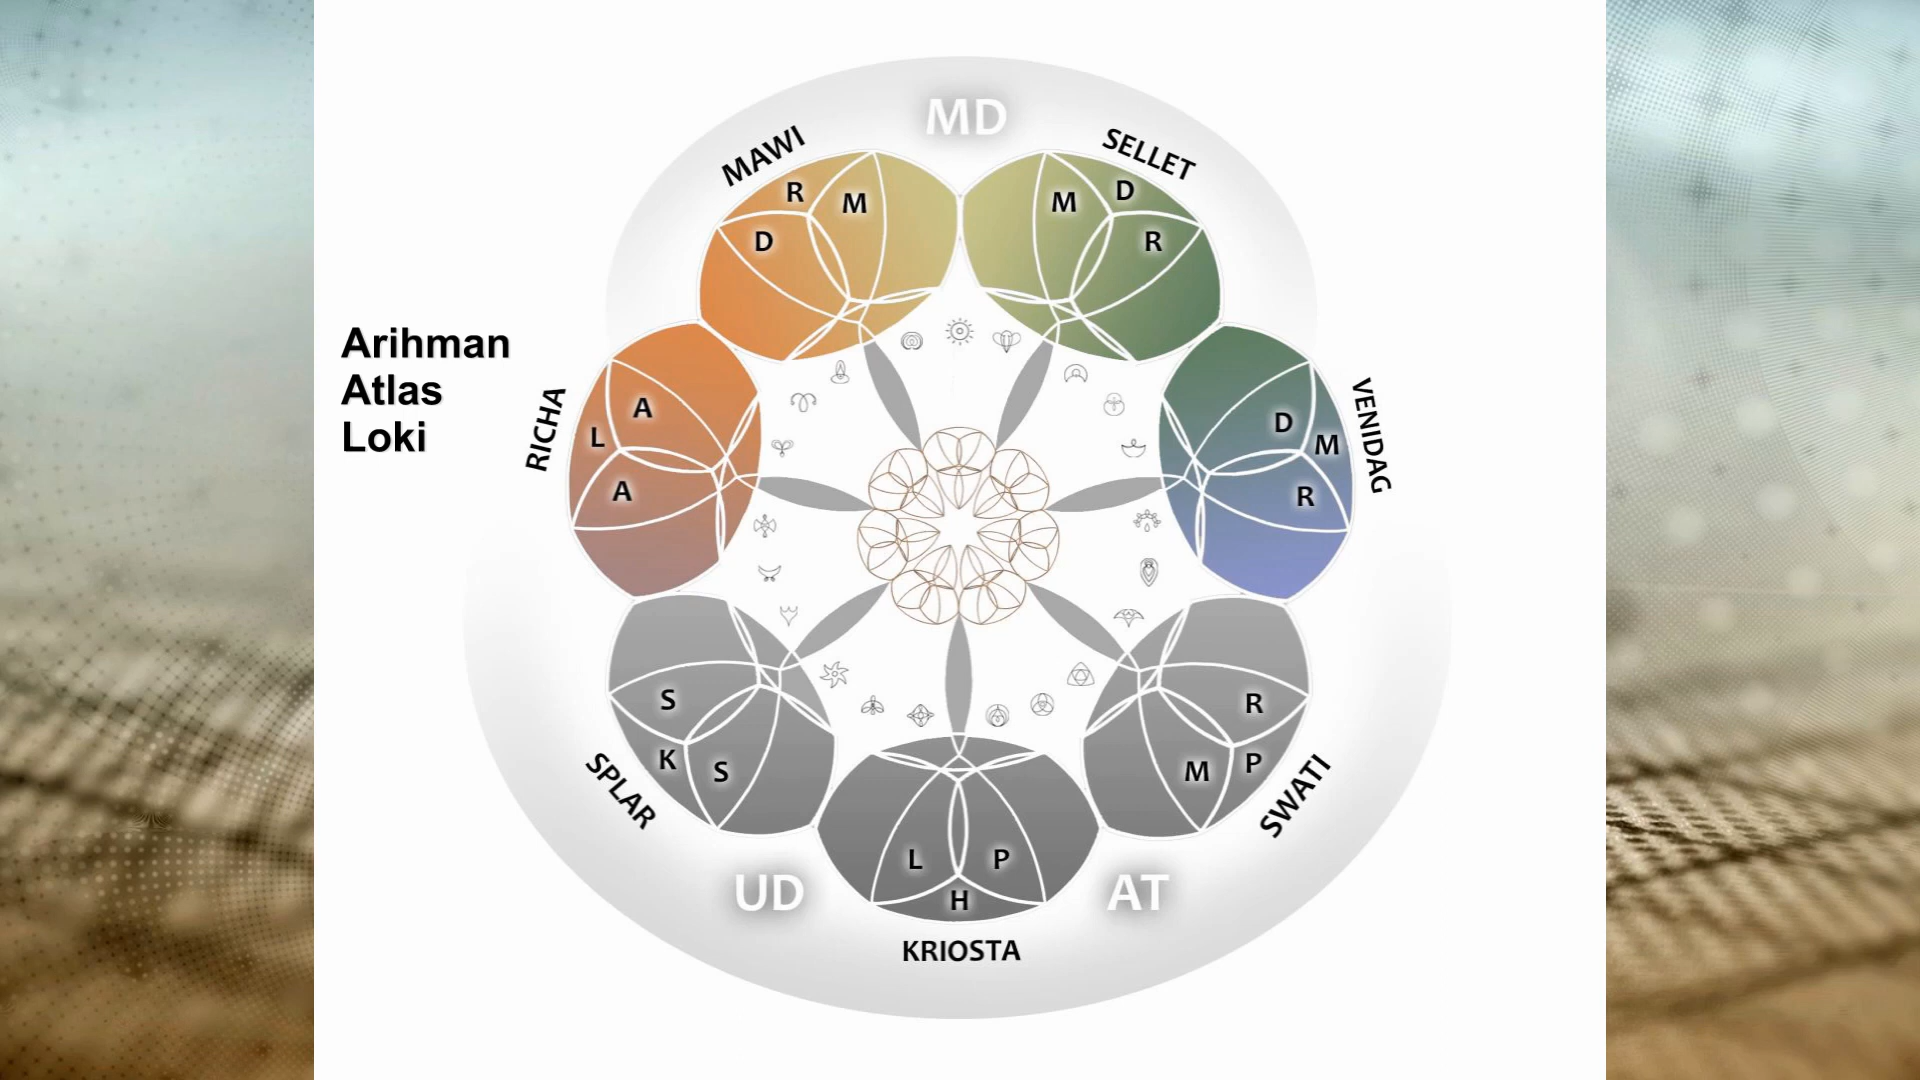 MD
MAWI
SELLET
R
M
D
M
D
R
Arihman
Atlas
Loki
RICHA
A
L
A
VENIDAG
D
M
R
SPLAR
S
K
S
SWATI
R
P
M
UD
L
P
H
AT
KRIOSTA